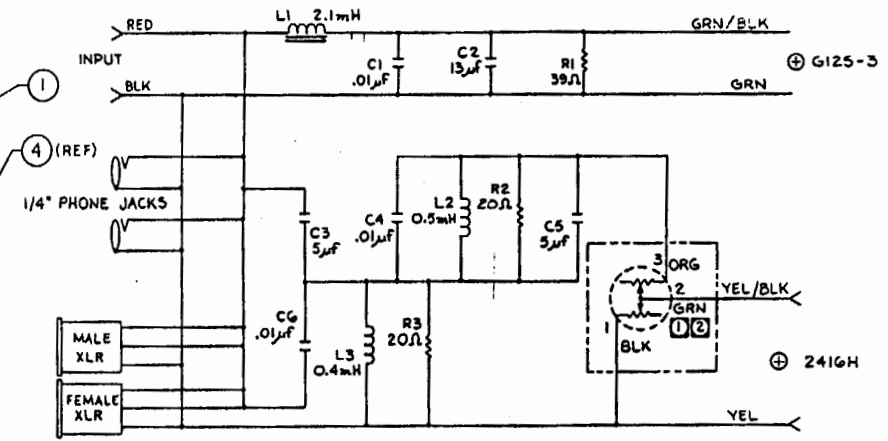 L1 2.1mH
RED
GRN/BLK
INPUT
C1
.01µF
C2
13µF
R1
39Ω
⊕ G125-3
1
BLK
GRN
4 (REF)
1/4" PHONE JACKS
C3
5µF
C4
.01µF
L2
0.5mH
R2
20Ω
C5
5µF
3 ORG
2
YEL/BLK
GRN
1 2
1
BLK
C6
.01µF
L3
0.4mH
R3
20Ω
MALE
XLR
⊕ 2416H
FEMALE
XLR
YEL